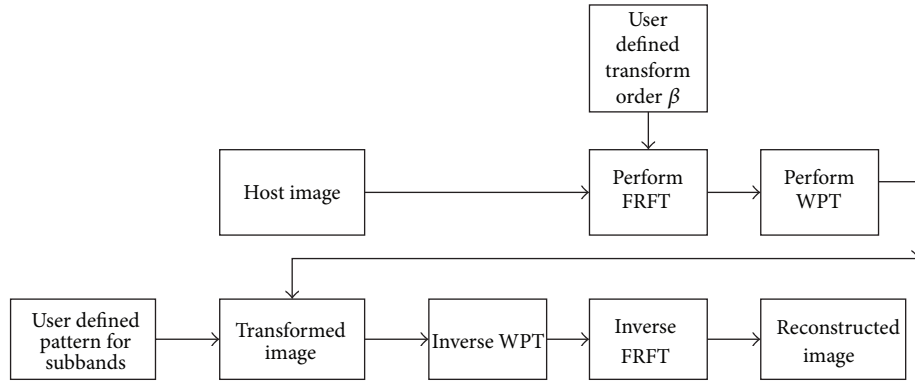 User
defined
transform
order β
Host image
Perform
FRFT
Perform
WPT
User defined
pattern for
subbands
Transformed
image
Inverse WPT
Inverse
FRFT
Reconstructed
image